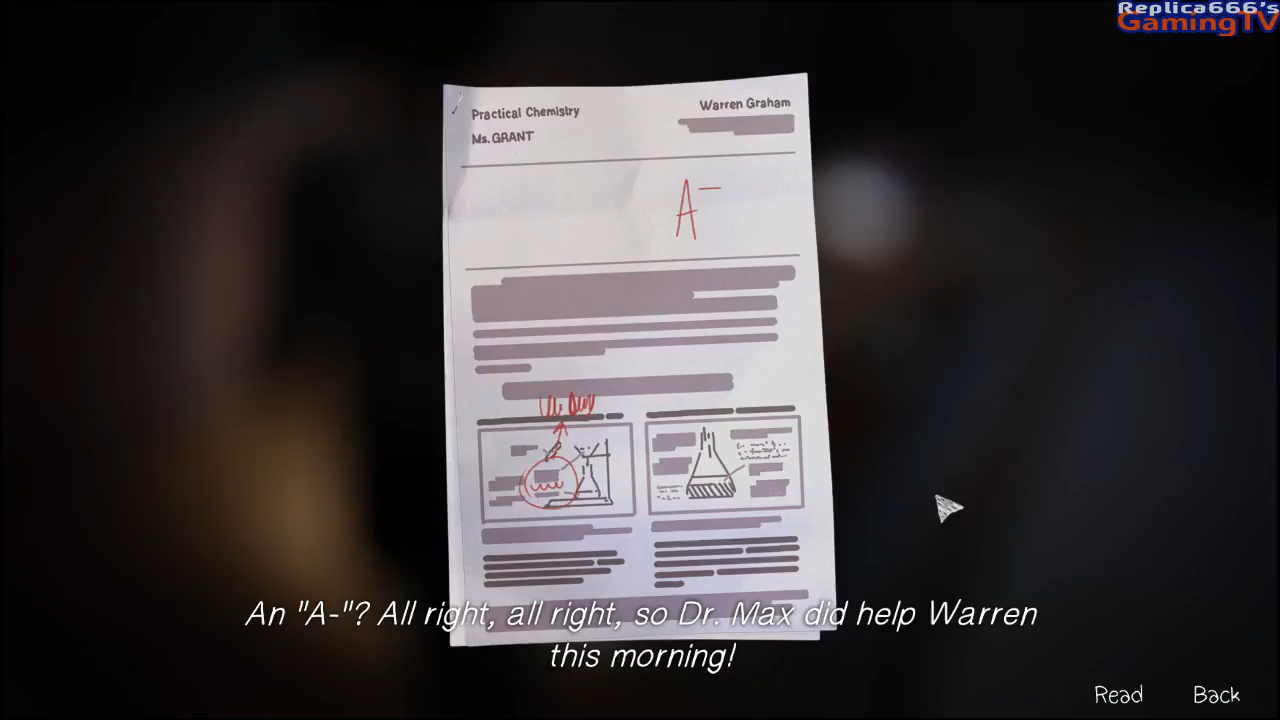 Replica666's
GamingTV
Practical Chemistry
Warren Graham
Ms. GRANT
A-
An "A-"? All right, all right, so Dr. Max did help Warren
this morning!
Read
Back